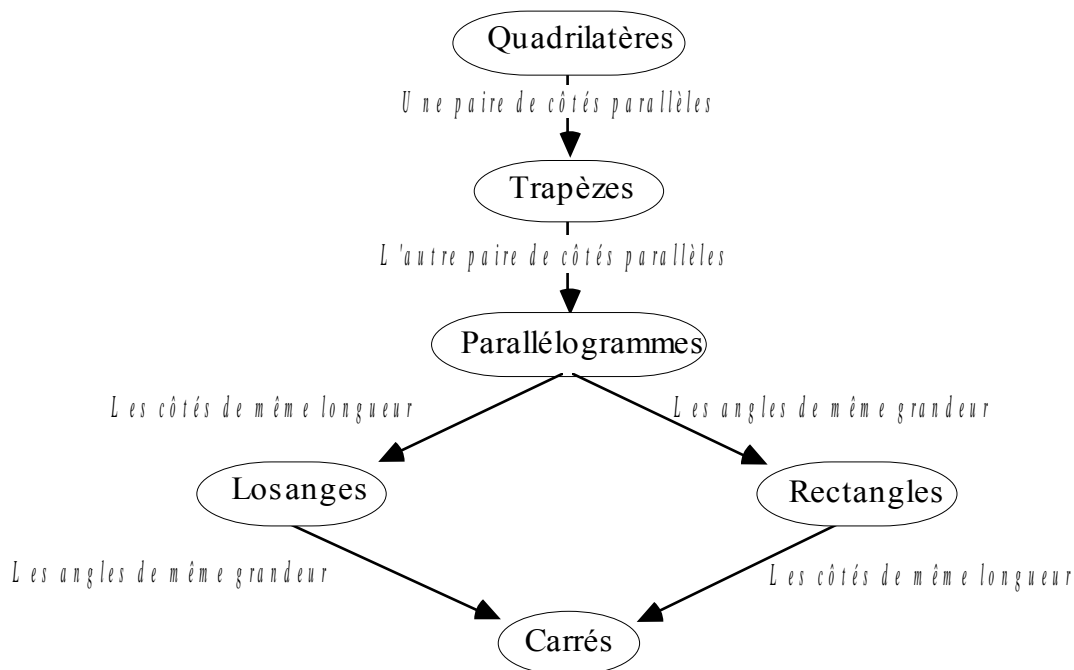 Quadrilatères
Une paire de côtés parallèles
Trapèzes
L'autre paire de côtés parallèles
Parallélogrammes
Les côtés de même longueur
Les angles de même grandeur
Losanges
Rectangles
Les angles de même grandeur
Les côtés de même longueur
Carrés